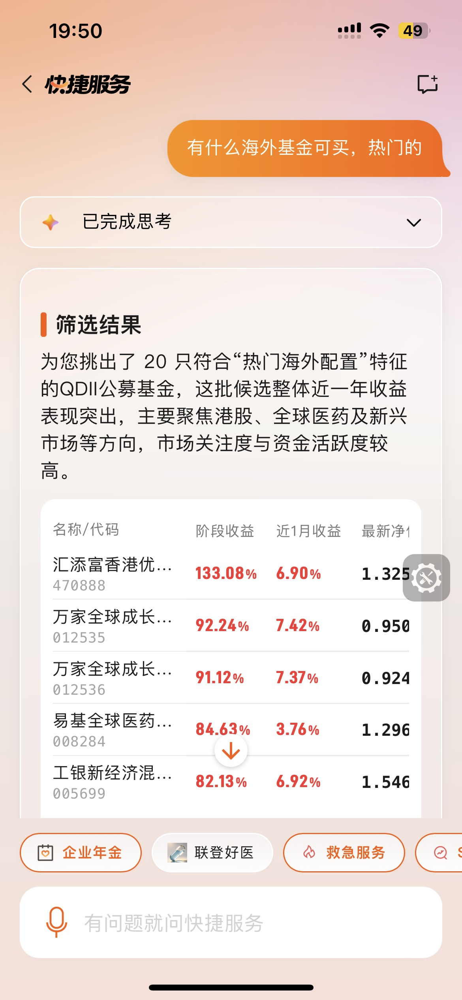 19:50
49
快捷服务
有什么海外基金可买，热门的
已完成思考
筛选结果
为您挑出了 20 只符合“热门海外配置”特征
的QDII公募基金，这批候选整体近一年收益
表现突出，主要聚焦港股、全球医药及新兴
市场等方向，市场关注度与资金活跃度较
高。
名称/代码 阶段收益 近1月收益 最新净
汇添富香港优... 133.08% 6.90% 1.325
470888
万家全球成长... 92.24% 7.42% 0.950
012535
万家全球成长... 91.12% 7.37% 0.924
012536
易基全球医药... 84.63% 3.76% 1.296
008284
工银新经济混... 82.13% 6.92% 1.546
005699
企业年金 联登好医 救急服务
有问题就问快捷服务